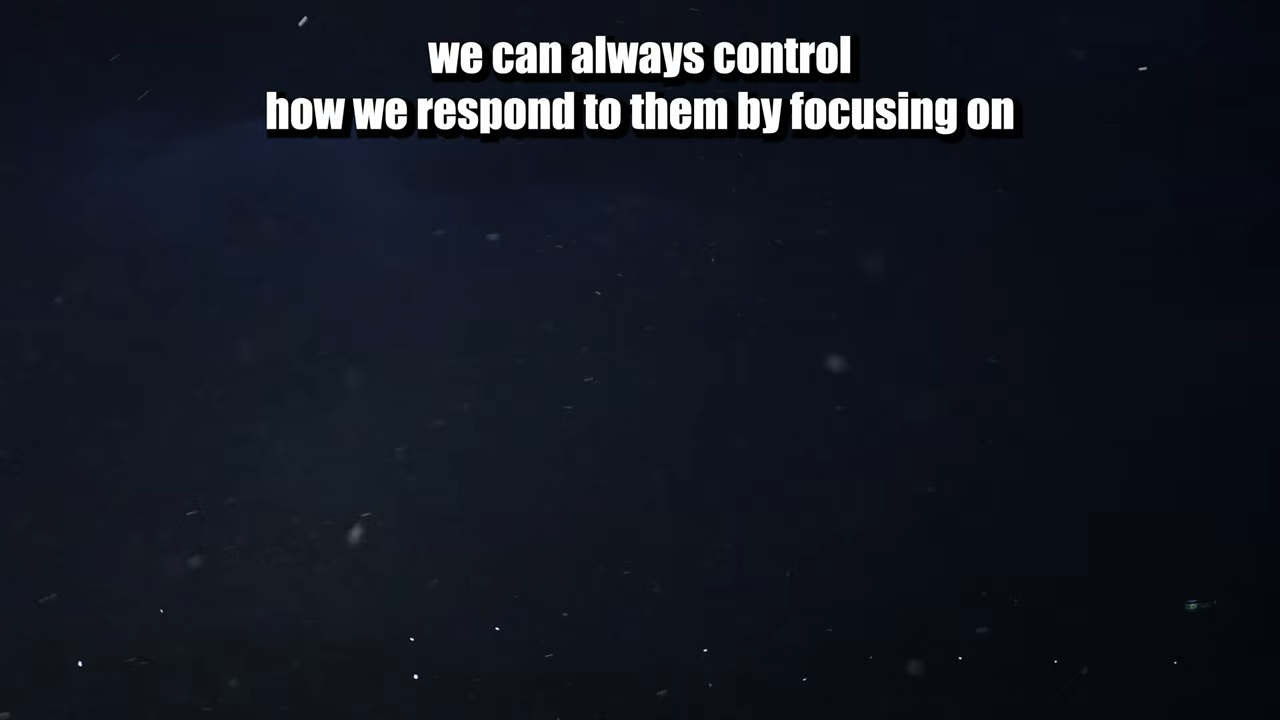 we can always control
how we respond to them by focusing on